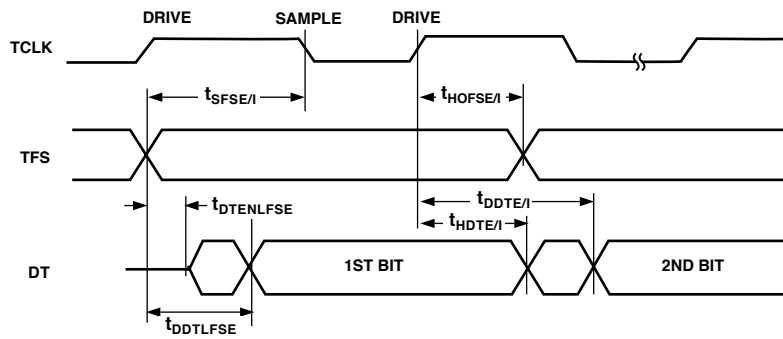 DRIVE SAMPLE DRIVE
TCLK
tSFSE/I tHOFSE/I
TFS
tDDTE/I
tDTENLFSE
tHDTE/I
DT 1ST BIT 2ND BIT
tDDTLFSE